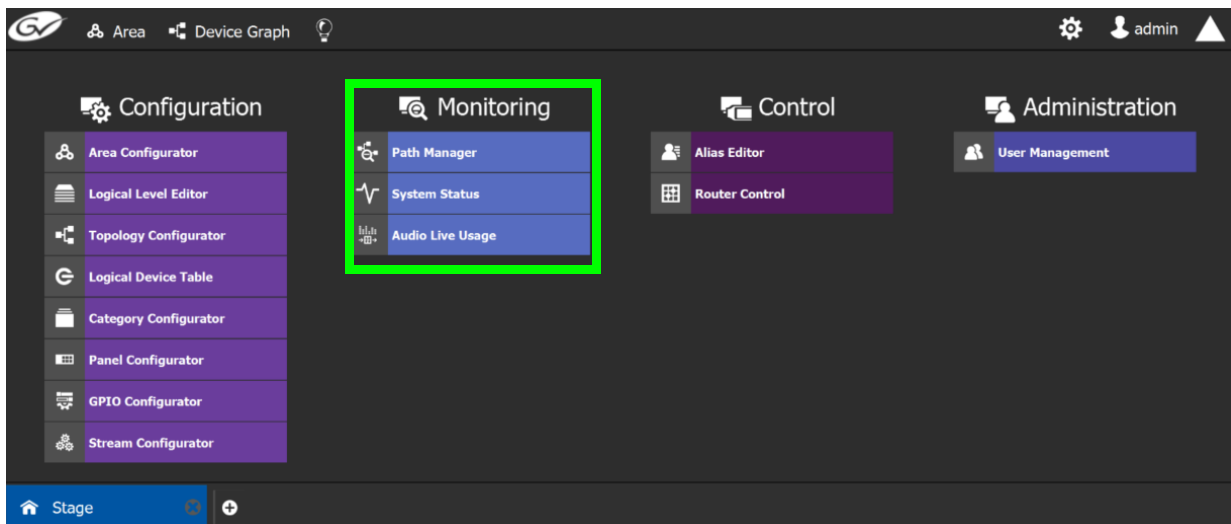 GV Area Device Graph admin
Configuration
Area Configurator
Logical Level Editor
Topology Configurator
Logical Device Table
Category Configurator
Panel Configurator
GPIO Configurator
Stream Configurator
Monitoring
Path Manager
System Status
Audio Live Usage
Control
Alias Editor
Router Control
Administration
User Management
Stage